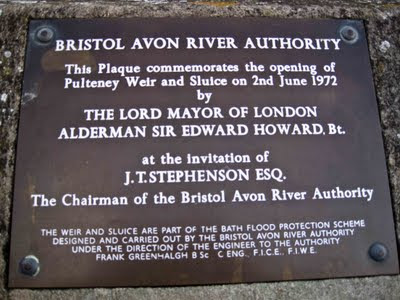 BRISTOL AVON RIVER AUTHORITY
This Plaque commemorates the opening of
Pulteney Weir and Sluice on 2nd June 1972
by
THE LORD MAYOR OF LONDON
ALDERMAN SIR EDWARD HOWARD, Bt.
at the invitation of
J.T. STEPHENSON ESQ.
The Chairman of the Bristol Avon River Authority
THE WEIR AND SLUICE ARE PART OF THE BATH FLOOD PROTECTION SCHEME
DESIGNED AND CARRIED OUT BY THE BRISTOL AVON RIVER AUTHORITY
UNDER THE DIRECTION OF THE ENGINEER TO THE AUTHORITY
FRANK GREENHALGH B Sc C ENG., F.I.C.E., F.I.W.E.